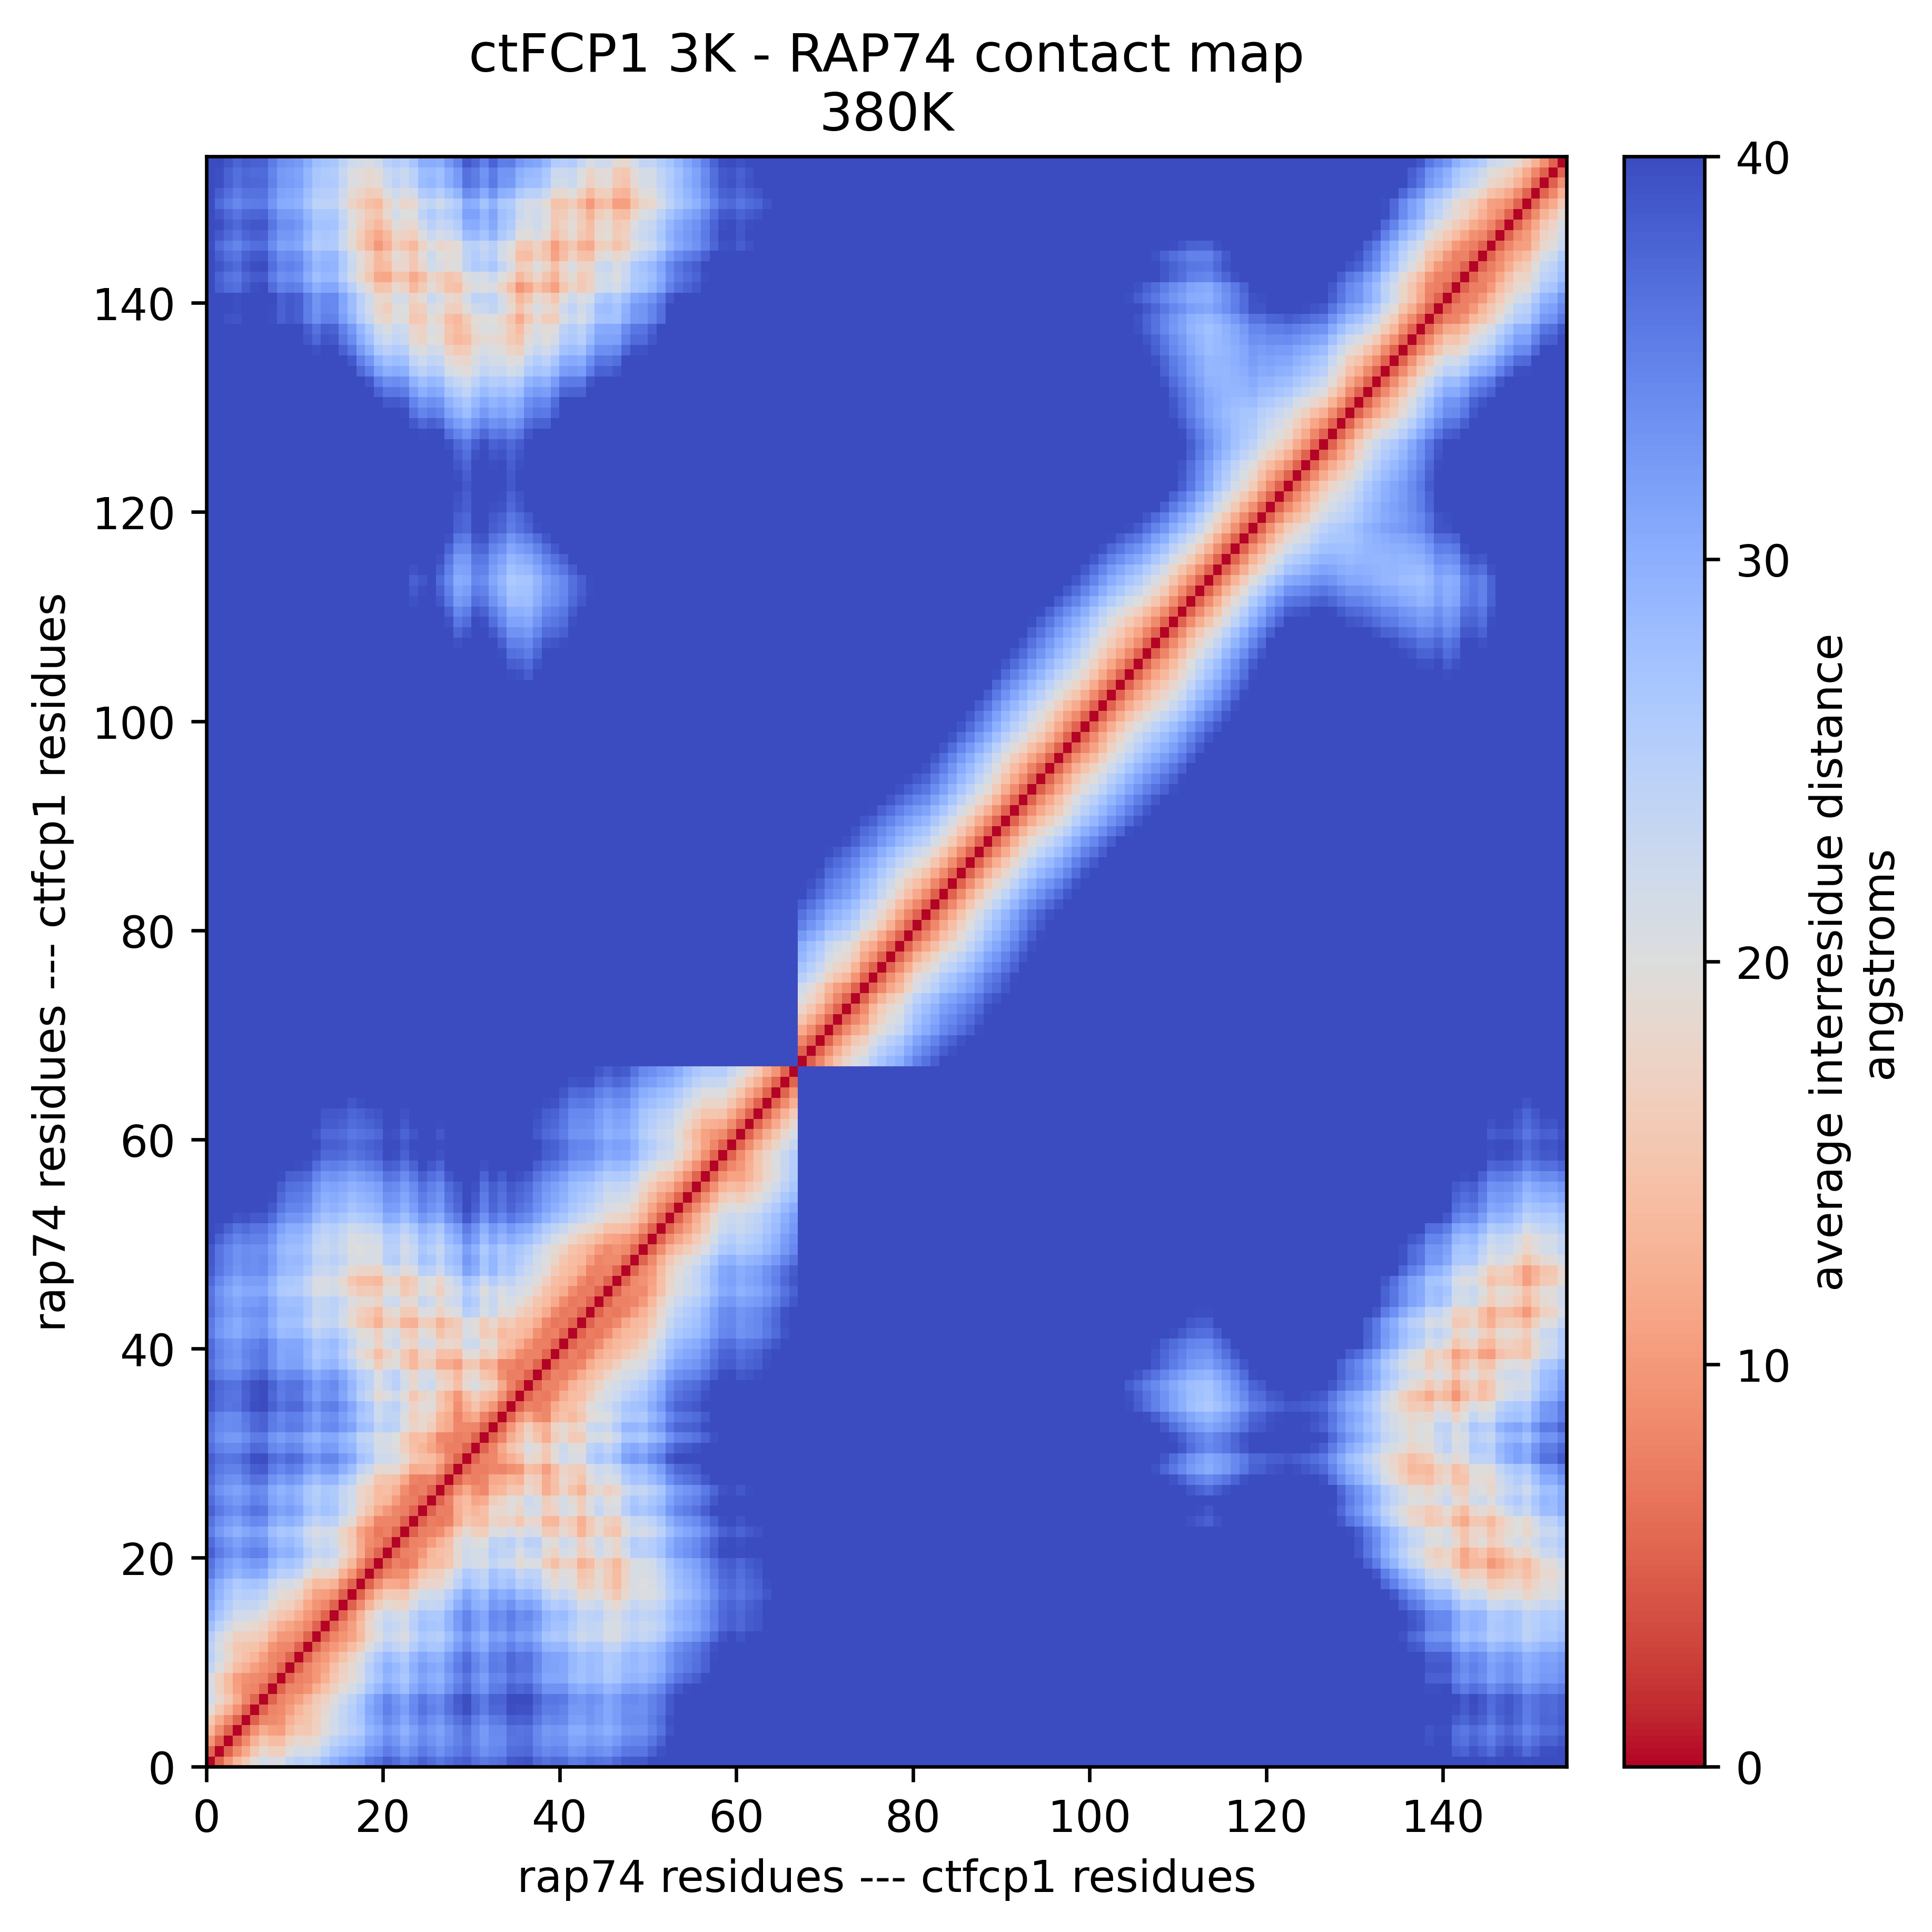 ctFCP1 3K - RAP74 contact map
380K
rap74 residues --- ctfcp1 residues
140
120
100
80
60
40
20
0
0 20 40 60 80 100 120 140
rap74 residues --- ctfcp1 residues
40
30
20
10
0
average interresidue distance
angstroms